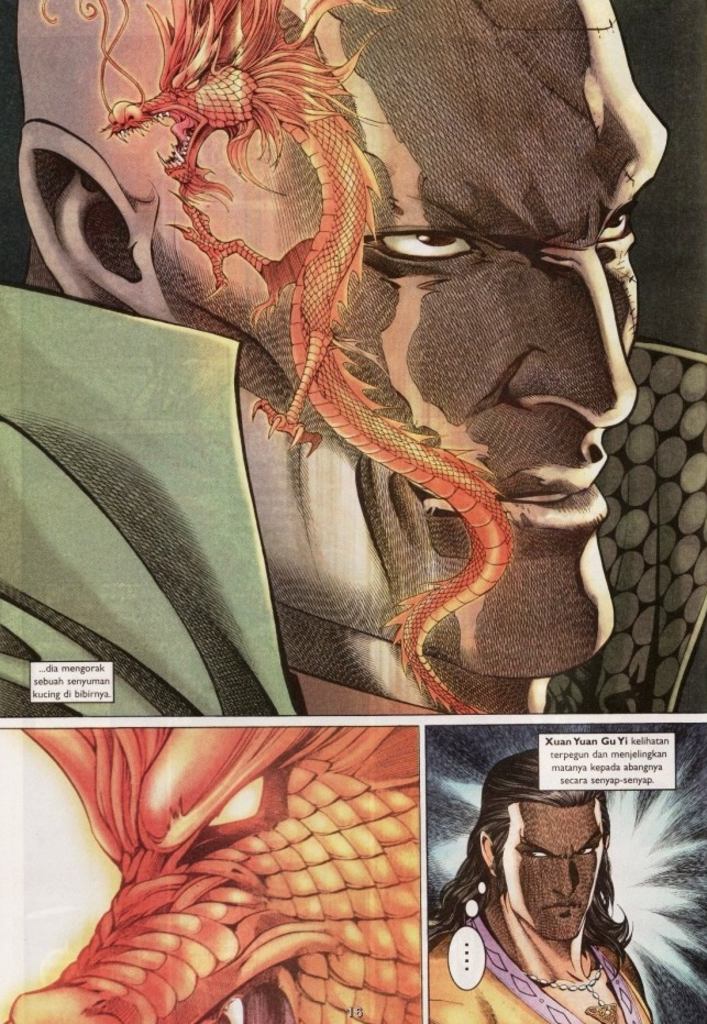 ...dia mengorak
sebuah senyuman
kucing di bibirnya.
Xuan Yuan Gu Yi kelihatan
terpegun dan menjelingkan
matanya kepada abangnya
secara senyap-senyap.
....
16